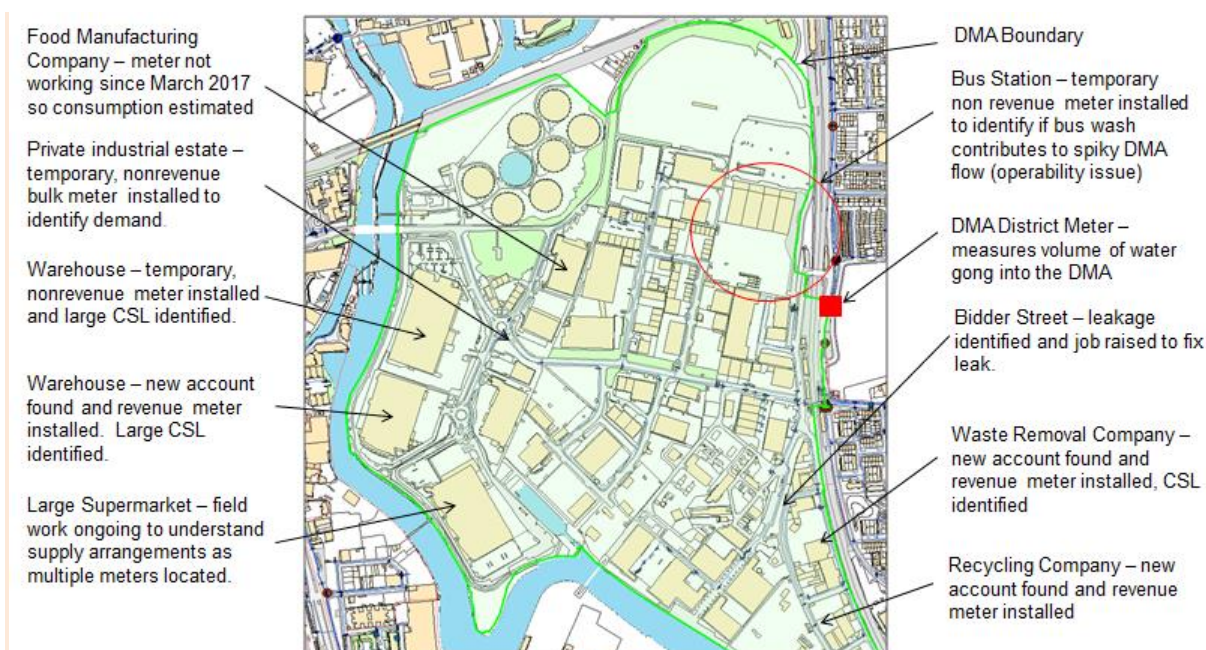 Food Manufacturing
Company – meter not
working since March 2017
so consumption estimated
Private industrial estate –
temporary, nonrevenue
bulk meter installed to
identify demand.
Warehouse – temporary,
nonrevenue meter installed
and large CSL identified.
Warehouse – new account
found and revenue meter
installed. Large CSL
identified.
Large Supermarket – field
work ongoing to understand
supply arrangements as
multiple meters located.
DMA Boundary
Bus Station – temporary
non revenue meter installed
to identify if bus wash
contributes to spiky DMA
flow (operability issue)
DMA District Meter –
measures volume of water
gong into the DMA
Bidder Street – leakage
identified and job raised to fix
leak.
Waste Removal Company –
new account found and
revenue meter installed, CSL
identified
Recycling Company – new
account found and revenue
meter installed